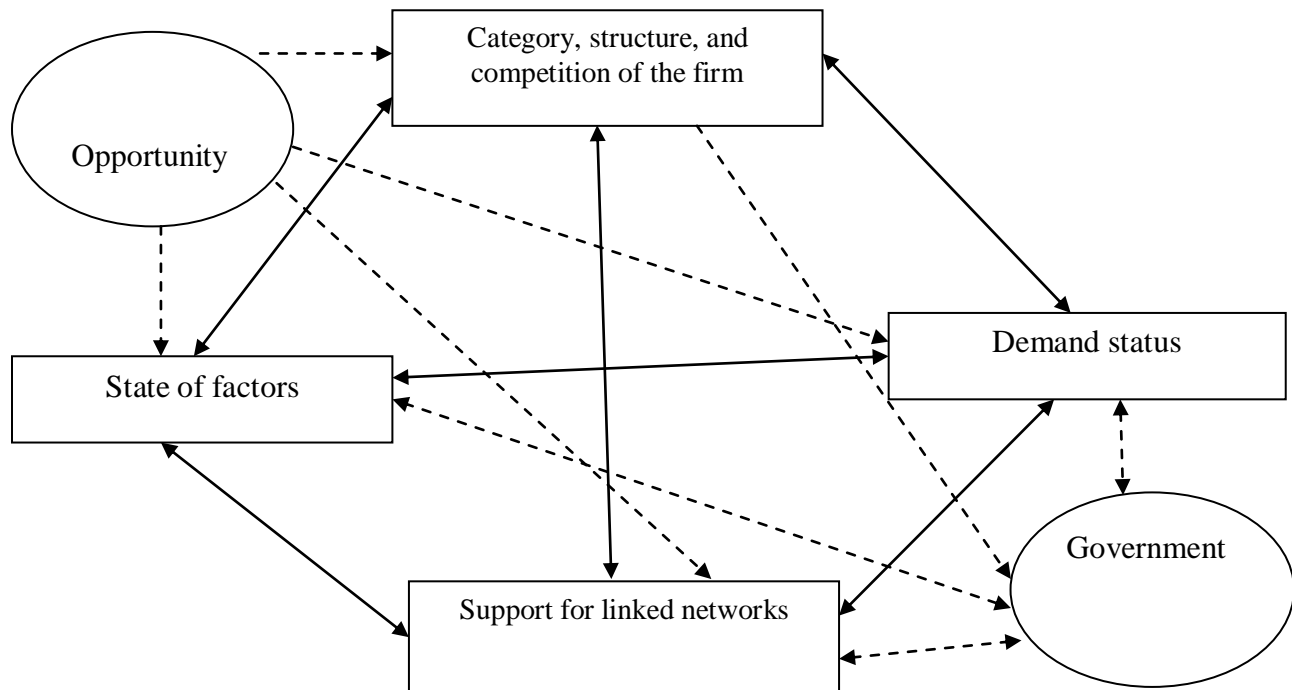 Category, structure, and
competition of the firm
Opportunity
Demand status
State of factors
Government
Support for linked networks